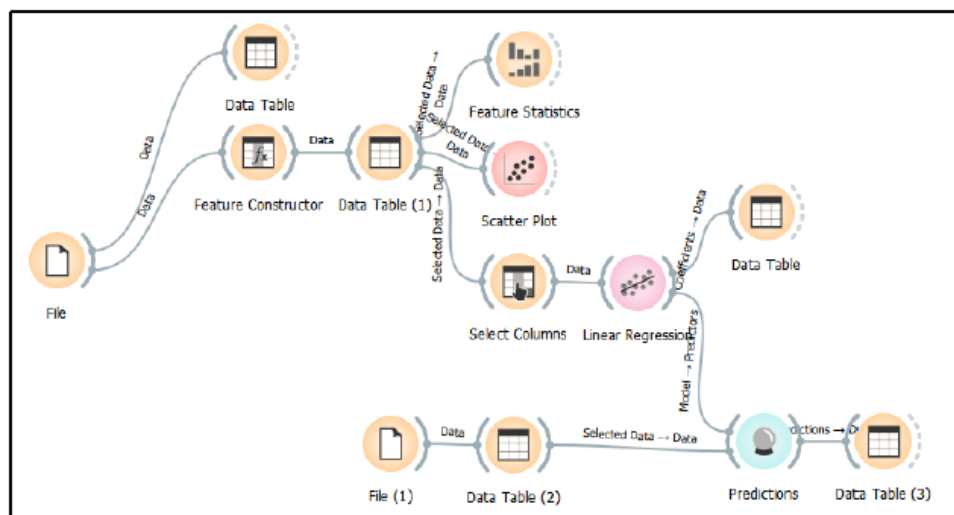 Data Table
Data
Data
Feature Constructor
Data
Data Table (1)
Selected Data →
Data
Feature Statistics
Selected Data
Data
Scatter Plot
Selected Data → Data
File
Select Columns
Data
Linear Regression
Coefficients → Data
Data Table
Model → Predictors
File (1)
Data
Data Table (2)
Selected Data → Data
Predictions
Data Table (3)